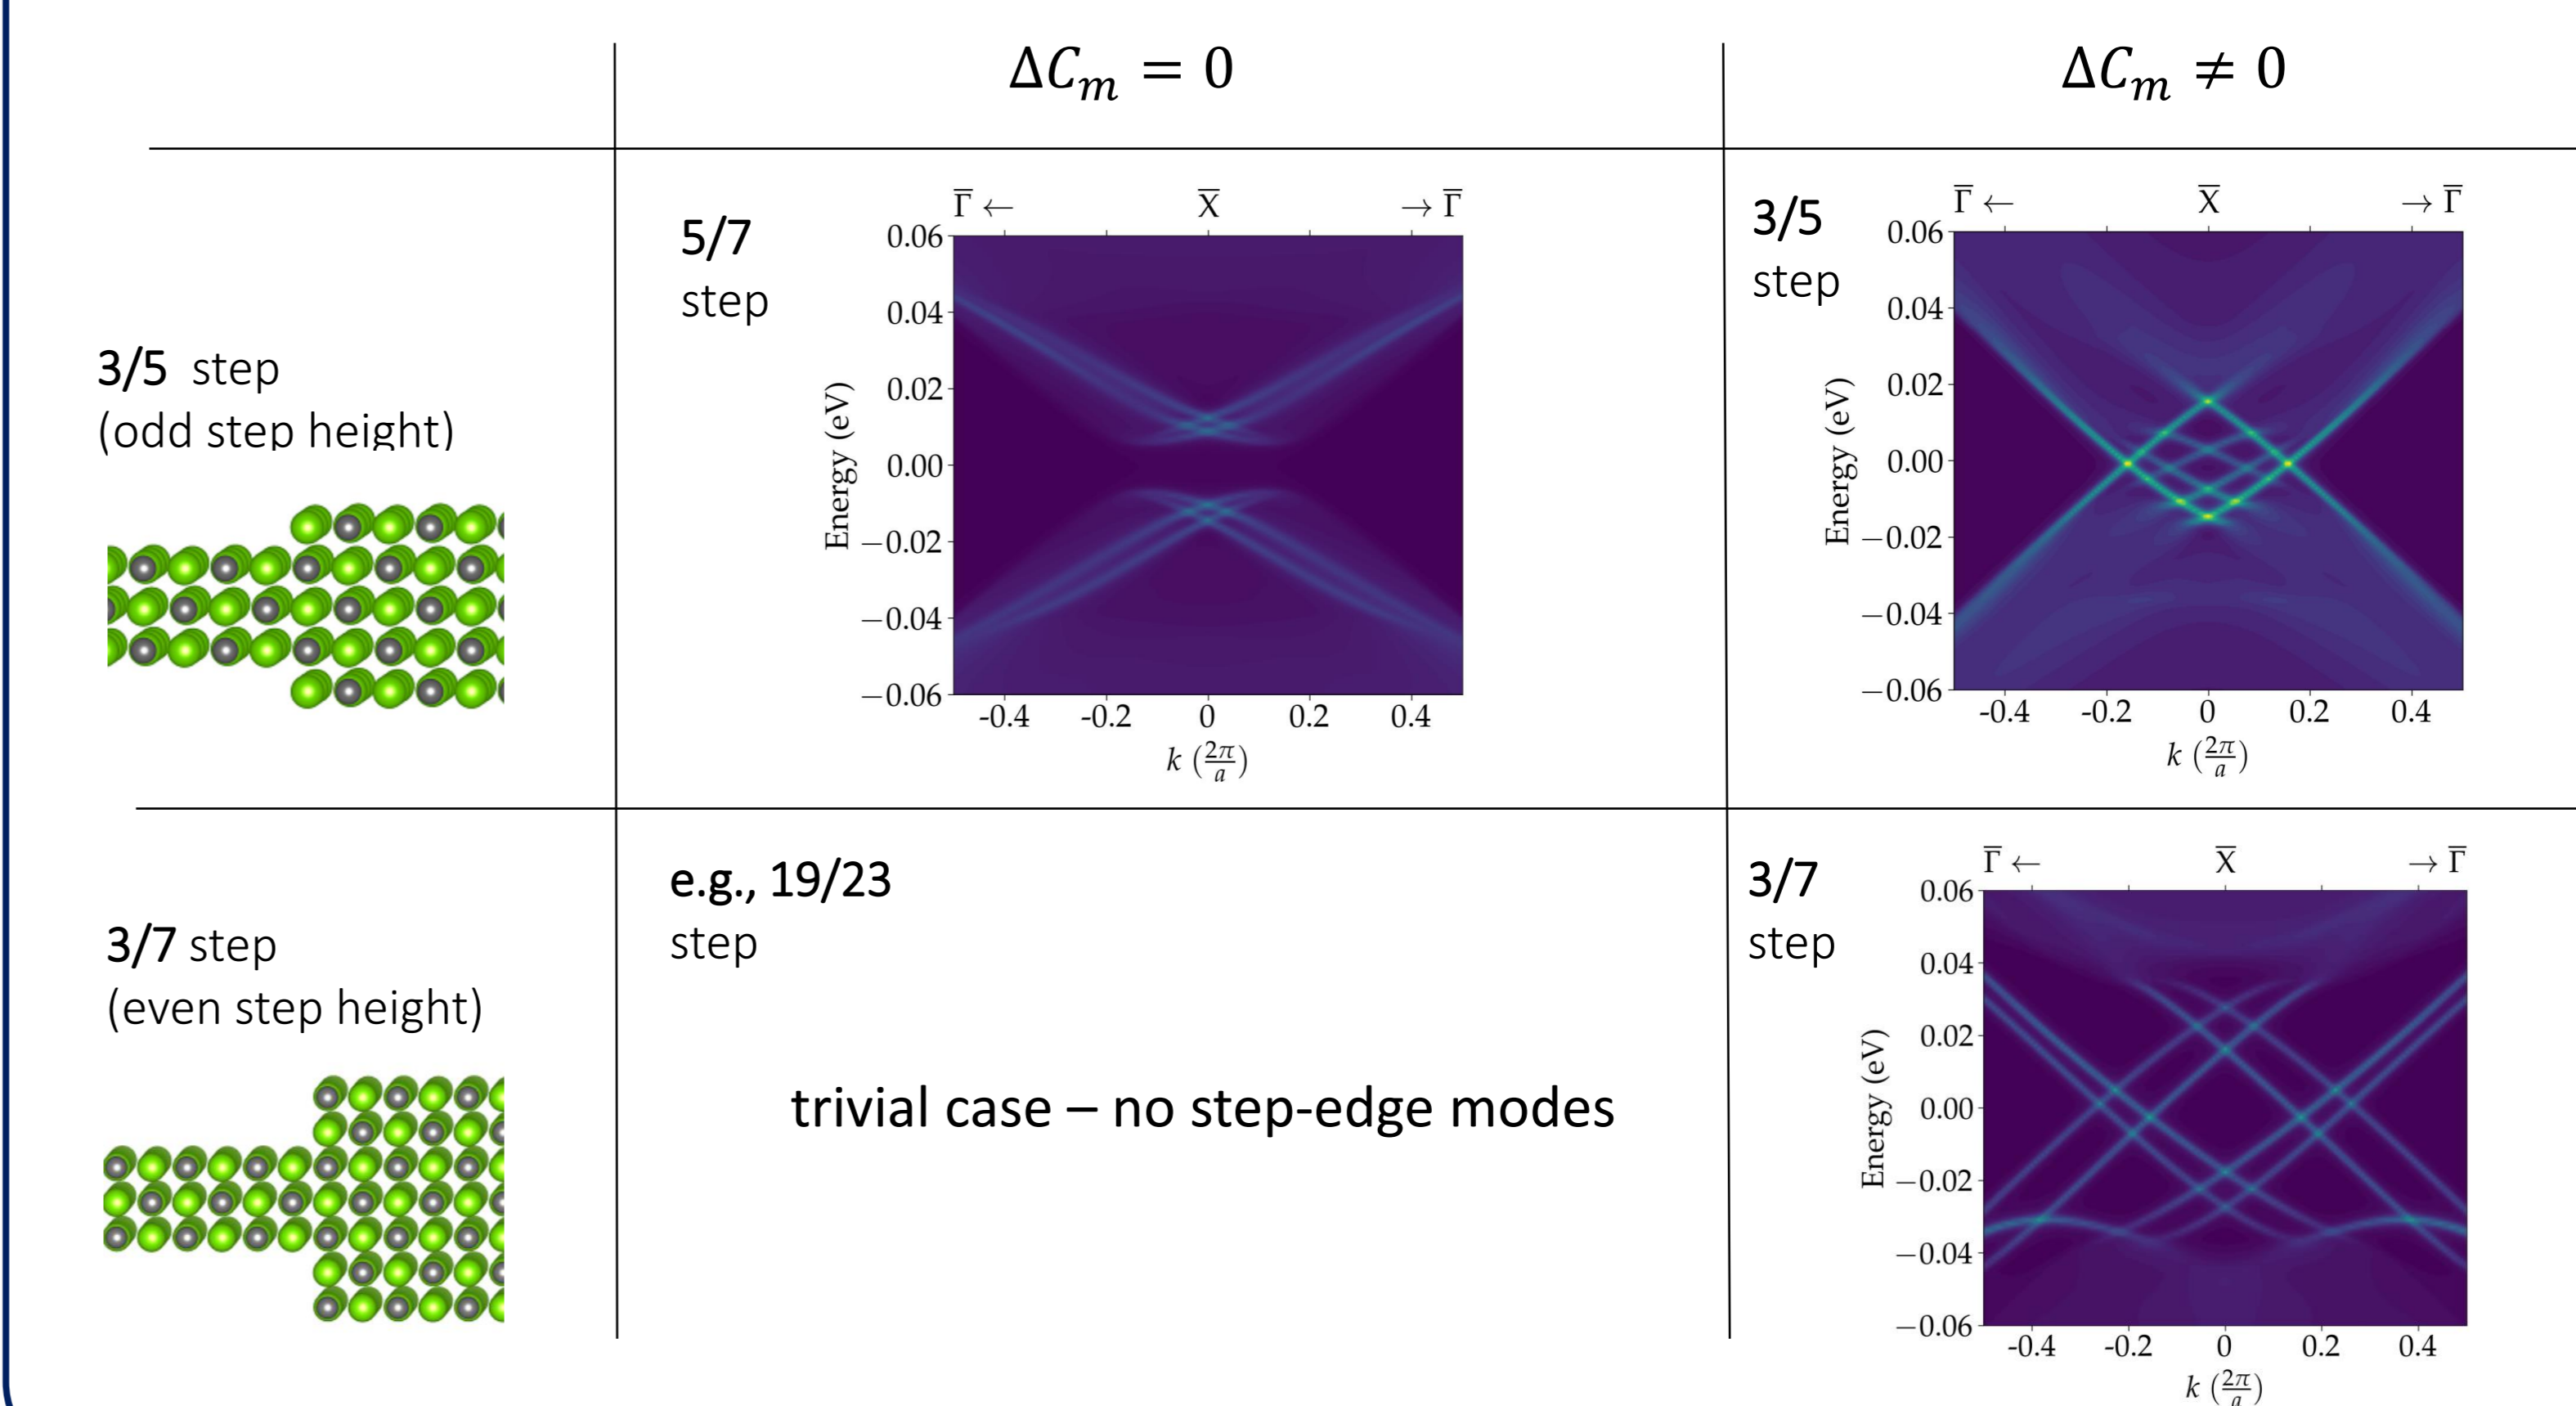 ΔC_m = 0
ΔC_m ≠ 0
3/5 step
(odd step height)
5/7
step
Γ̅ ← X̅ → Γ̅
0.06
0.04
0.02
0.00
−0.02
−0.04
−0.06
Energy (eV)
-0.4 -0.2 0 0.2 0.4
k (2π/a)
3/5
step
Γ̅ ← X̅ → Γ̅
0.06
0.04
0.02
0.00
−0.02
−0.04
−0.06
Energy (eV)
-0.4 -0.2 0 0.2 0.4
k (2π/a)
3/7 step
(even step height)
e.g., 19/23
step
trivial case – no step-edge modes
3/7
step
Γ̅ ← X̅ → Γ̅
0.06
0.04
0.02
0.00
−0.02
−0.04
−0.06
Energy (eV)
-0.4 -0.2 0 0.2 0.4
k (2π/a)